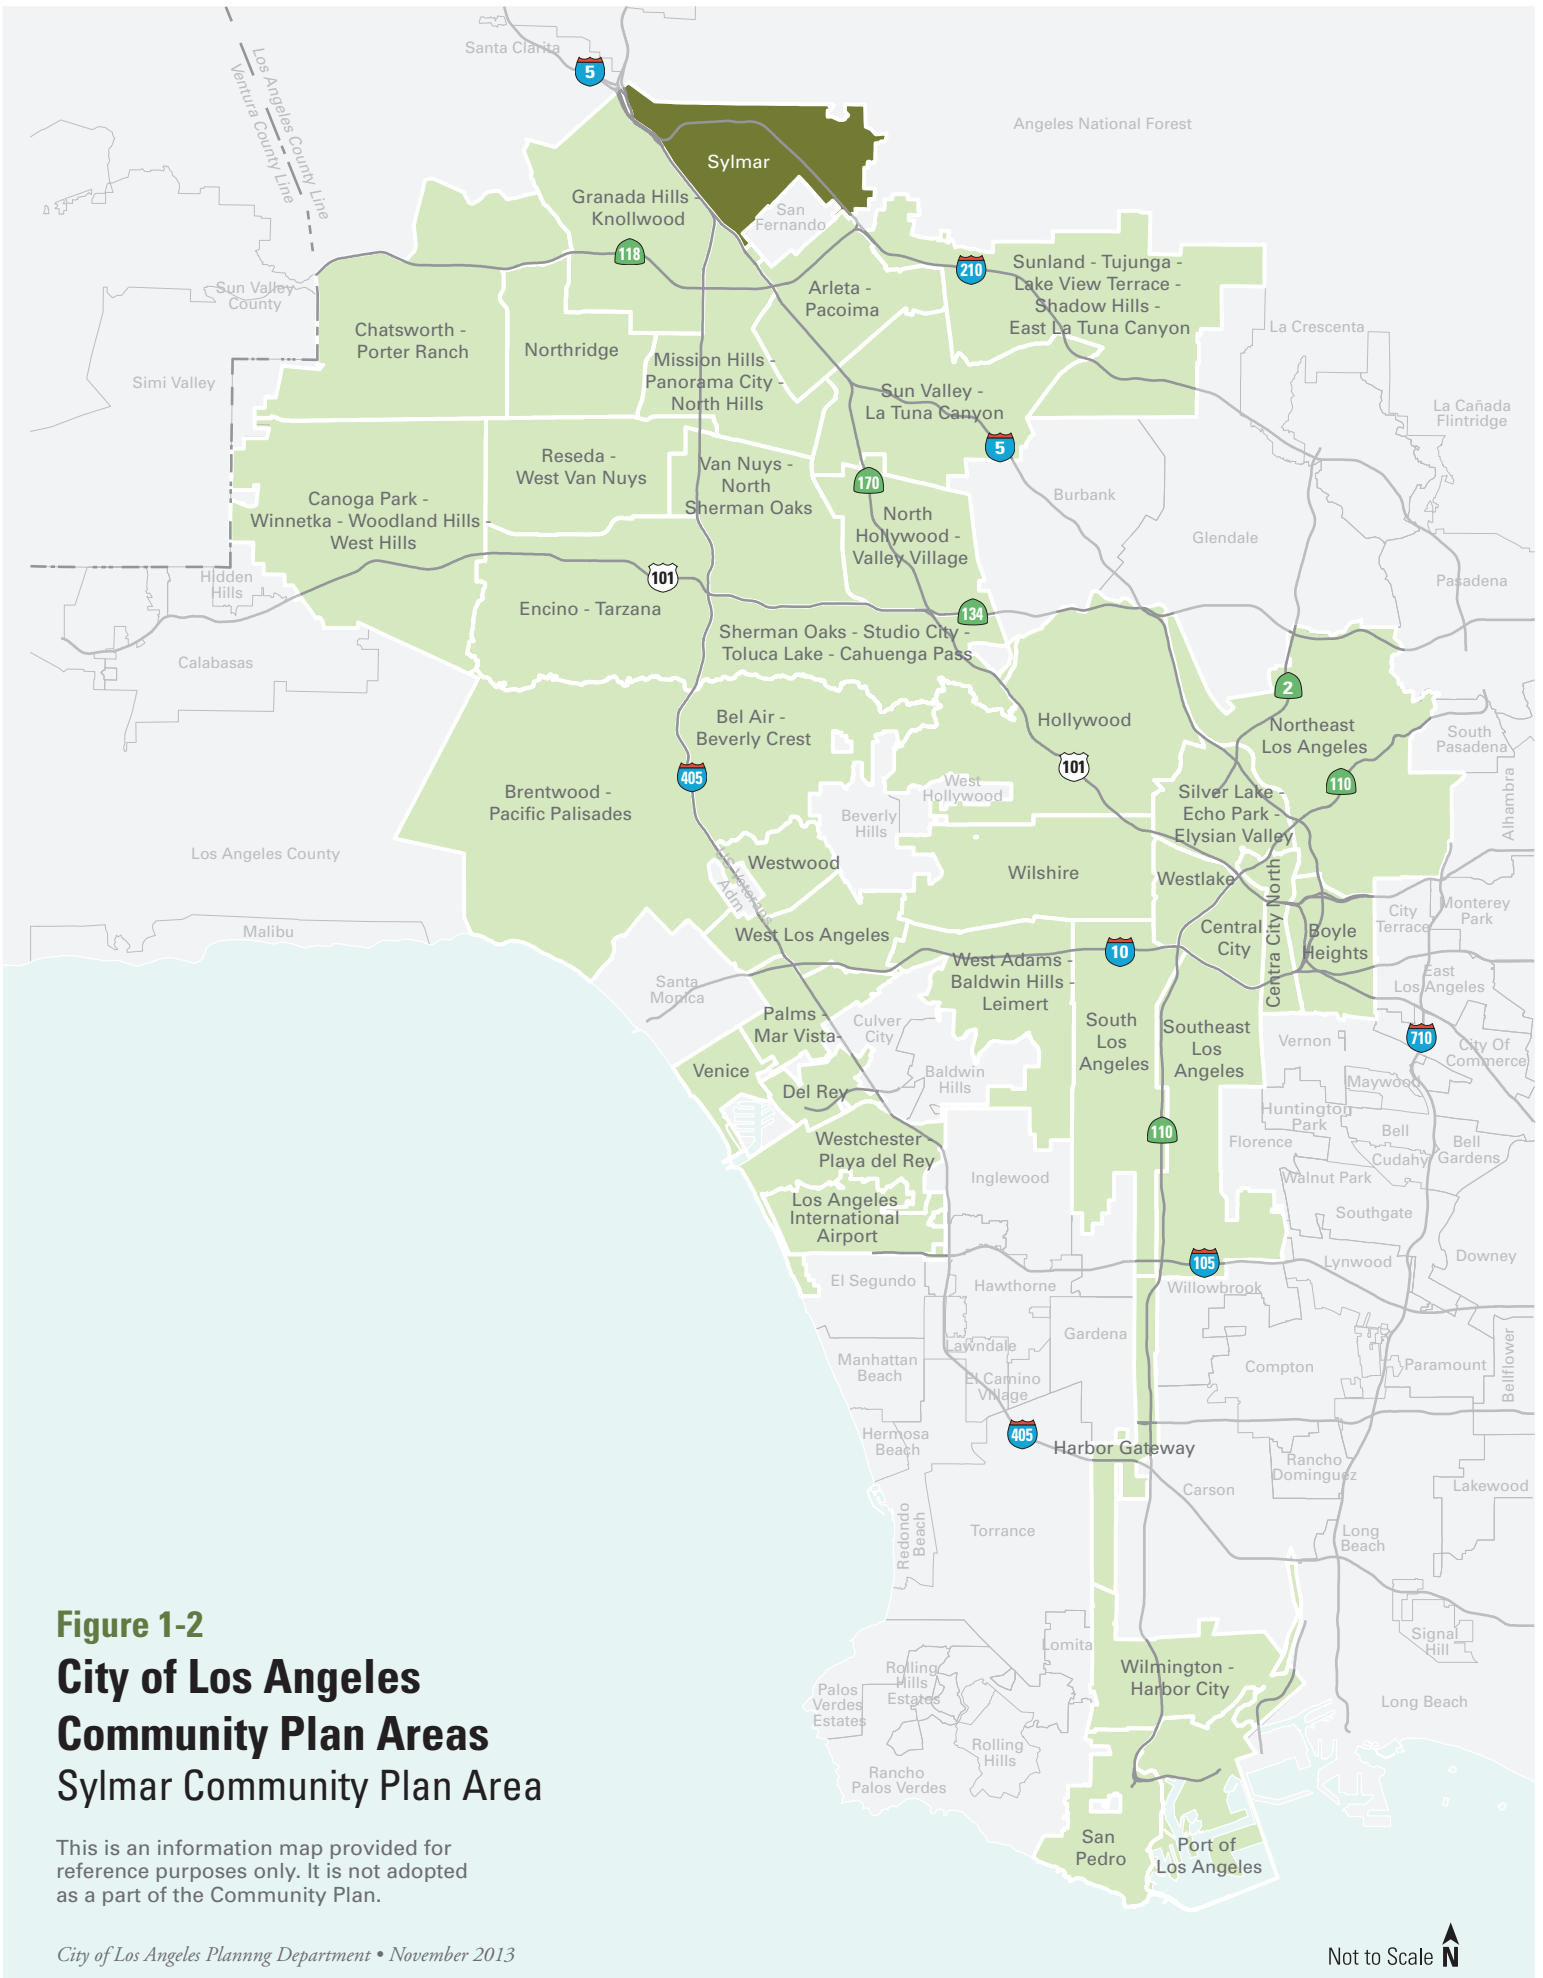 Santa Clarita
5
Los Angeles County Line
Ventura County Line
Angeles National Forest
Sylmar
Granada Hills -
Knollwood
San
Fernando
118
210
Sunland - Tujunga -
Lake View Terrace -
Shadow Hills -
East La Tuna Canyon
Sun Valley
County
Arleta -
Pacoima
Chatsworth -
Porter Ranch
Northridge
La Crescenta
Mission Hills -
Panorama City -
North Hills
Simi Valley
Sun Valley -
La Tuna Canyon
La Cañada
Flintridge
5
Reseda -
West Van Nuys
Van Nuys -
North
Sherman Oaks
170
Burbank
Canoga Park -
Winnetka - Woodland Hills -
West Hills
North
Hollywood -
Valley Village
Glendale
Hidden
Hills
101
Pasadena
Encino - Tarzana
134
Sherman Oaks - Studio City -
Toluca Lake - Cahuenga Pass
Calabasas
2
Bel Air -
Beverly Crest
Hollywood
Northeast
Los Angeles
South
Pasadena
405
101
110
Brentwood -
Pacific Palisades
West
Hollywood
Silver Lake -
Echo Park -
Elysian Valley
Alhambra
Beverly
Hills
Los Angeles County
US Veterans
Adm
Westwood
Wilshire
Westlake
Centra City North
Malibu
West Los Angeles
Central
City
Boyle
Heights
City
Terrace
Monterey
Park
10
West Adams -
Baldwin Hills -
Leimert
Santa
Monica
East
Los Angeles
Palms -
Mar Vista-
Culver
City
South
Los
Angeles
Southeast
Los
Angeles
Vernon
710
City Of
Commerce
Venice
Baldwin
Hills
Maywood
Del Rey
Huntington
Park
110
Florence
Bell
Bell
Gardens
Cudahy
Westchester -
Playa del Rey
Inglewood
Walnut Park
Los Angeles
International
Airport
Southgate
105
Lynwood
Downey
El Segundo
Hawthorne
Willowbrook
Gardena
Lawndale
Manhattan
Beach
El Camino
Village
Compton
Paramount
Bellflower
Hermosa
Beach
405
Harbor Gateway
Rancho
Dominguez
Carson
Lakewood
Redondo
Beach
Torrance
Long
Beach
Lomita
Signal
Hill
Wilmington -
Harbor City
Rolling
Hills
Estates
Palos
Verdes
Estates
Long Beach
Rolling
Hills
Rancho
Palos Verdes
San
Pedro
Port of
Los Angeles
Figure 1-2
City of Los Angeles
Community Plan Areas
Sylmar Community Plan Area
This is an information map provided for
reference purposes only. It is not adopted
as a part of the Community Plan.
City of Los Angeles Plannng Department • November 2013
Not to Scale N